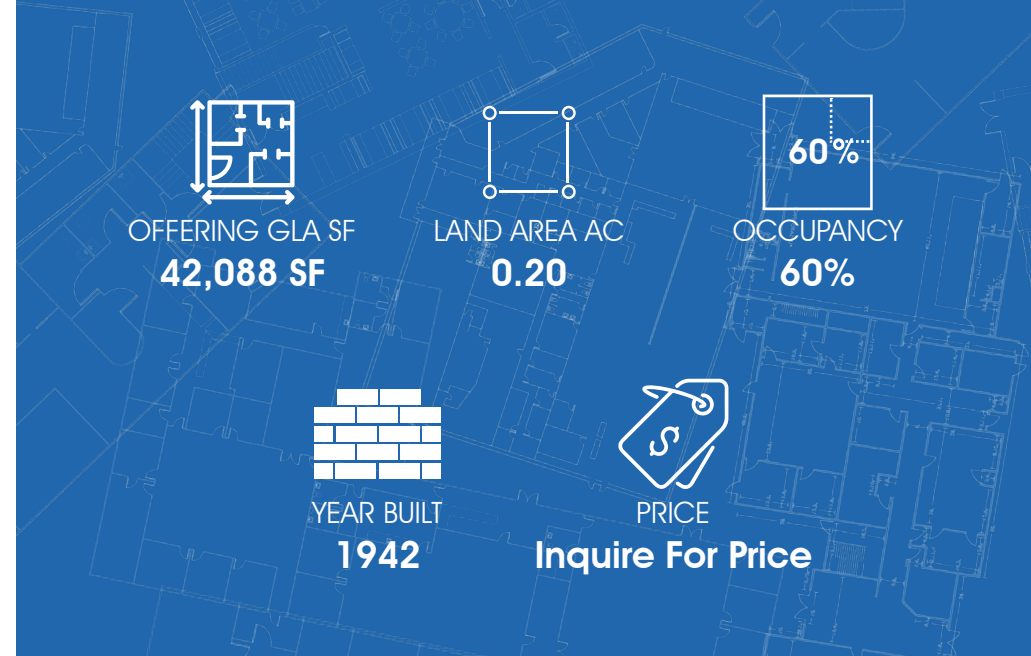 60%
OFFERING GLA SF
42,088 SF
LAND AREA AC
0.20
OCCUPANCY
60%
YEAR BUILT
1942
$
PRICE
Inquire For Price